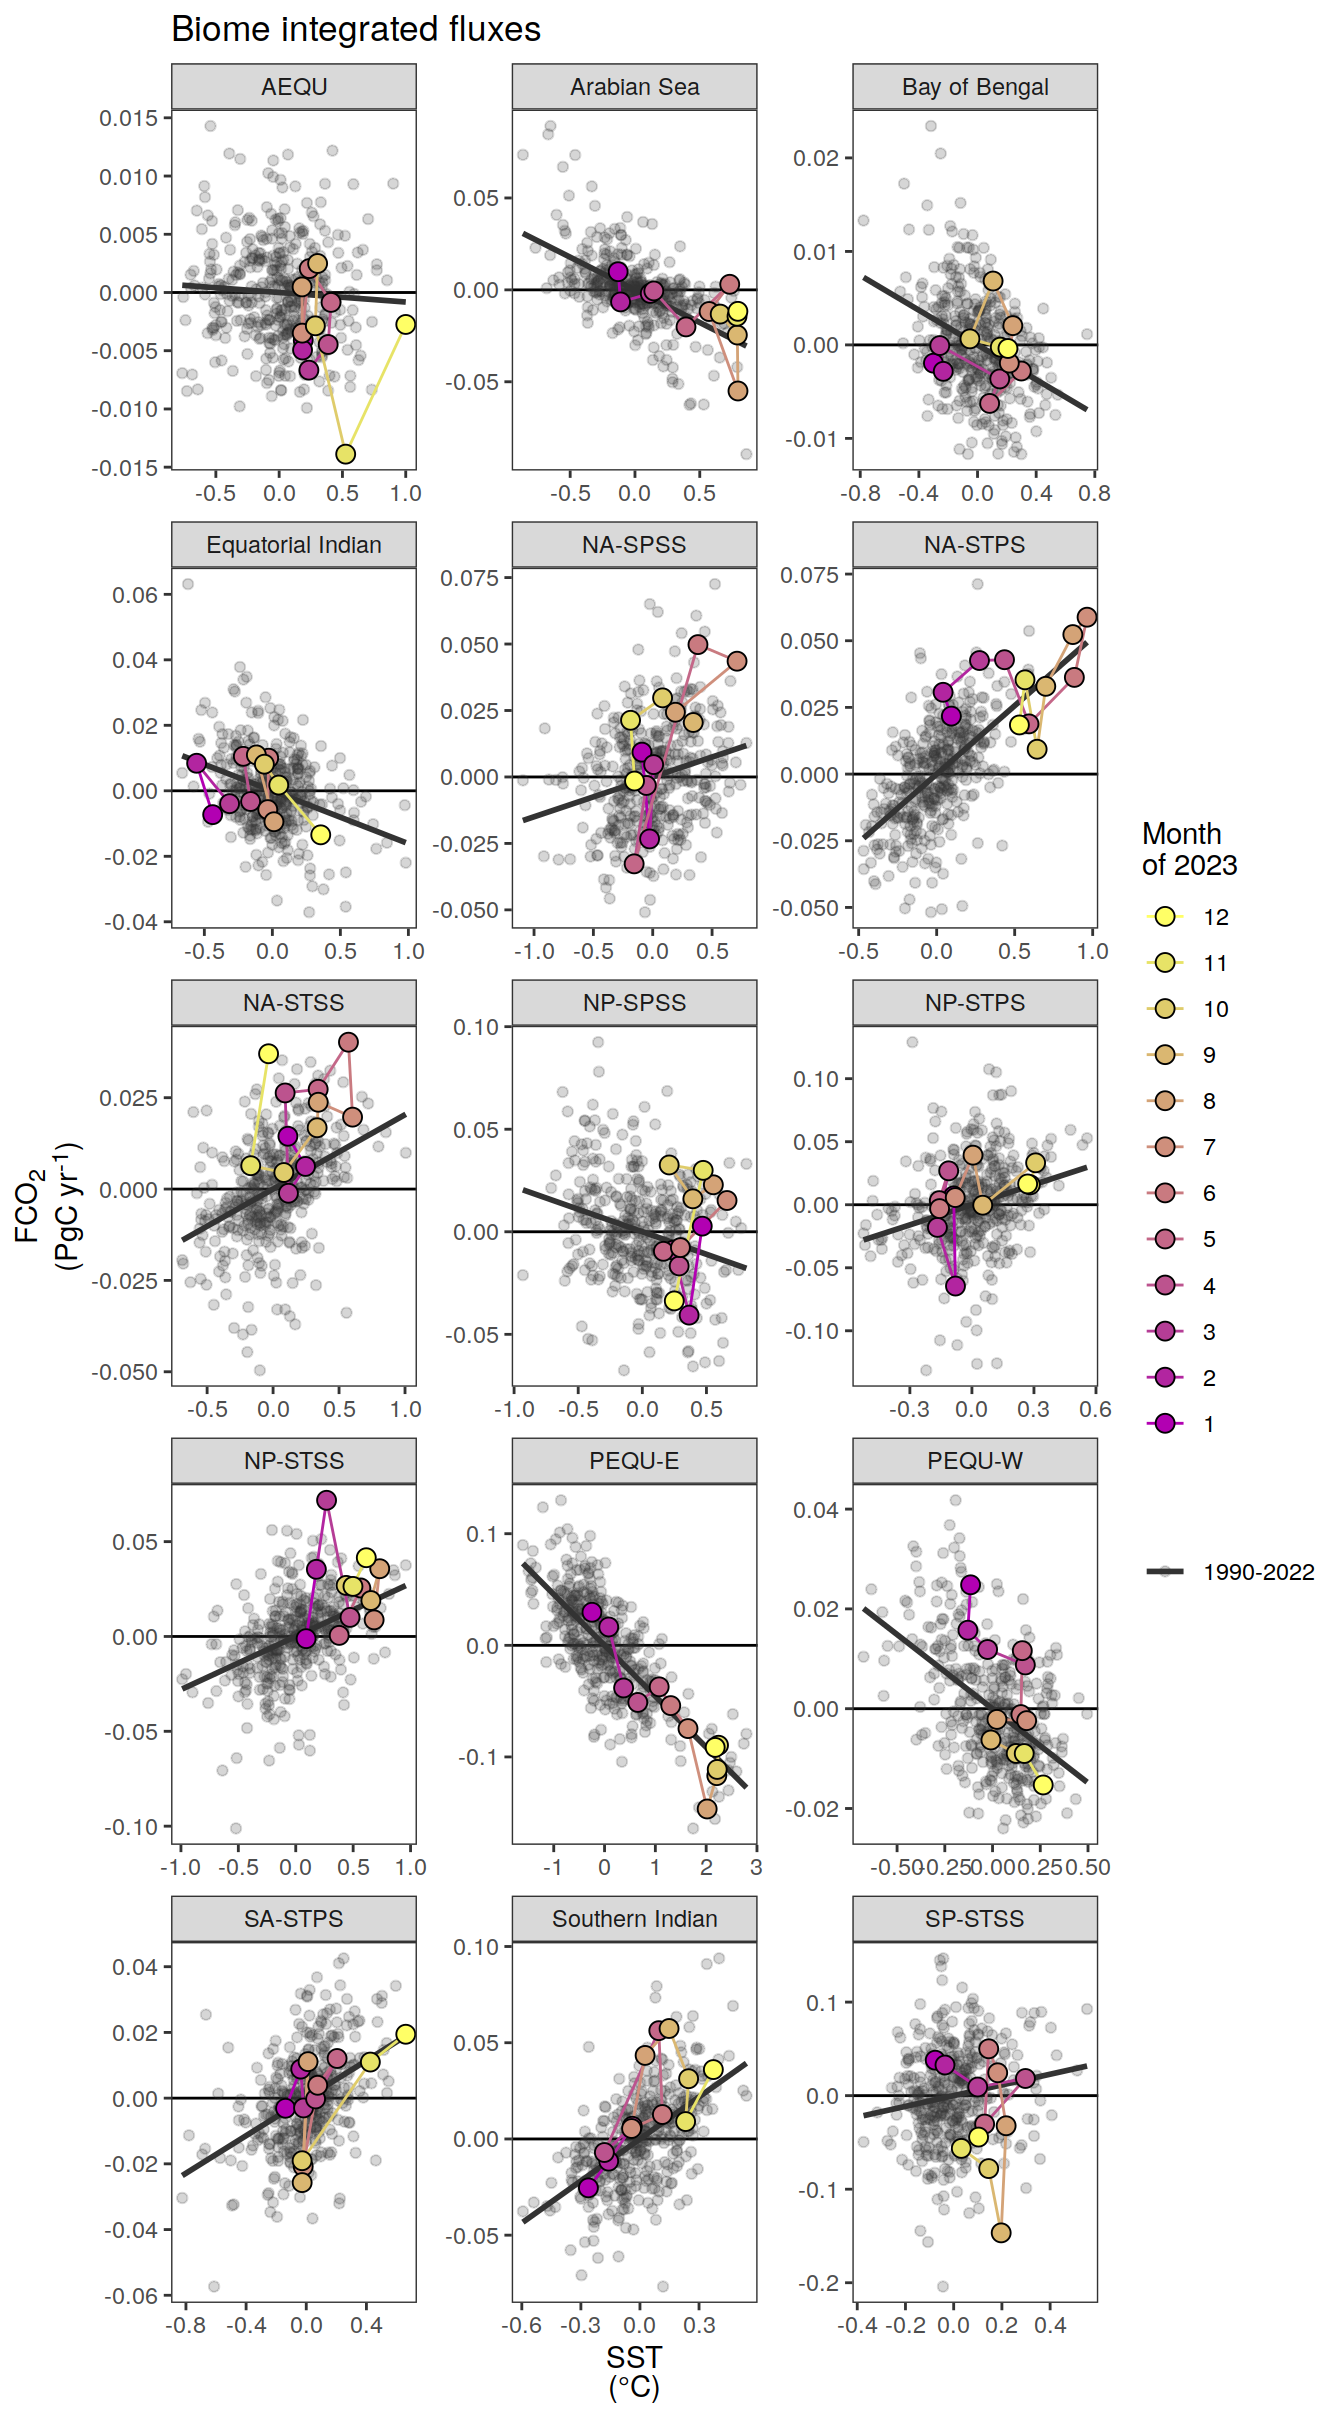 Biome integrated fluxes
AEQU
Arabian Sea
Bay of Bengal
0.015
0.010
0.005
0.000
-0.005
-0.010
-0.015
0.05
0.00
-0.05
0.02
0.01
0.00
-0.01
-0.5 0.0 0.5 1.0
-0.5 0.0 0.5
-0.8 -0.4 0.0 0.4 0.8
Equatorial Indian
NA-SPSS
NA-STPS
0.06
0.04
0.02
0.00
-0.02
-0.04
0.075
0.050
0.025
0.000
-0.025
-0.050
0.075
0.050
0.025
0.000
-0.025
-0.050
-0.5 0.0 0.5 1.0
-1.0 -0.5 0.0 0.5
-0.5 0.0 0.5 1.0
NA-STSS
NP-SPSS
NP-STPS
0.025
0.000
-0.025
-0.050
0.10
0.05
0.00
-0.05
0.10
0.05
0.00
-0.05
-0.10
-0.5 0.0 0.5 1.0
-1.0 -0.5 0.0 0.5
-0.3 0.0 0.3 0.6
NP-STSS
PEQU-E
PEQU-W
0.05
0.00
-0.05
-0.10
0.1
0.0
-0.1
0.04
0.02
0.00
-0.02
-1.0 -0.5 0.0 0.5 1.0
-1 0 1 2 3
-0.50 -0.25 0.00 0.25 0.50
SA-STPS
Southern Indian
SP-STSS
0.04
0.02
0.00
-0.02
-0.04
-0.06
0.10
0.05
0.00
-0.05
0.1
0.0
-0.1
-0.2
-0.8 -0.4 0.0 0.4
-0.6 -0.3 0.0 0.3
-0.4 -0.2 0.0 0.2 0.4
SST
(°C)
FCO₂
(PgC yr⁻¹)
Month
of 2023
12
11
10
9
8
7
6
5
4
3
2
1
1990-2022